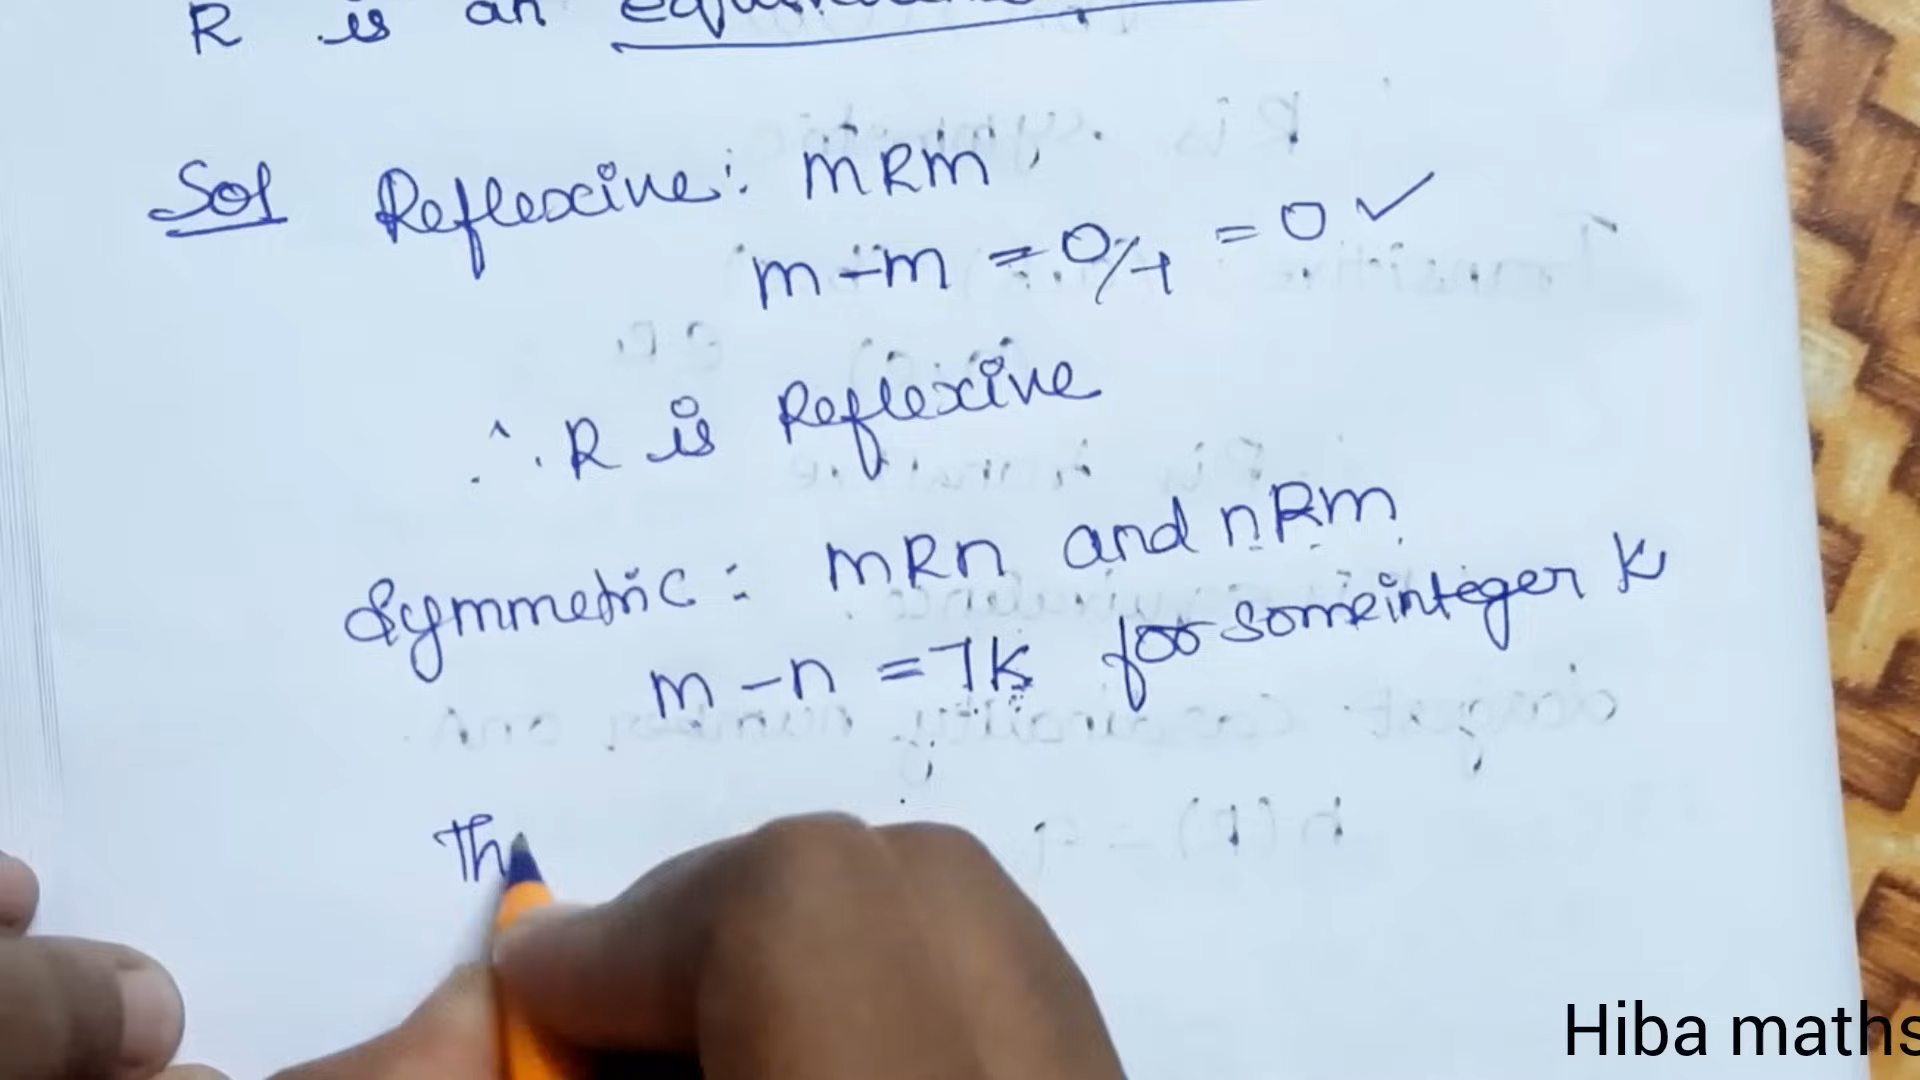 R is an
Sol Reflexive: mRm
m-m = 0/7 = 0 ✓
∴ R is Reflexive
Symmetric: mRn and nRm
m-n = 7k for some integer k
Th
Hiba maths